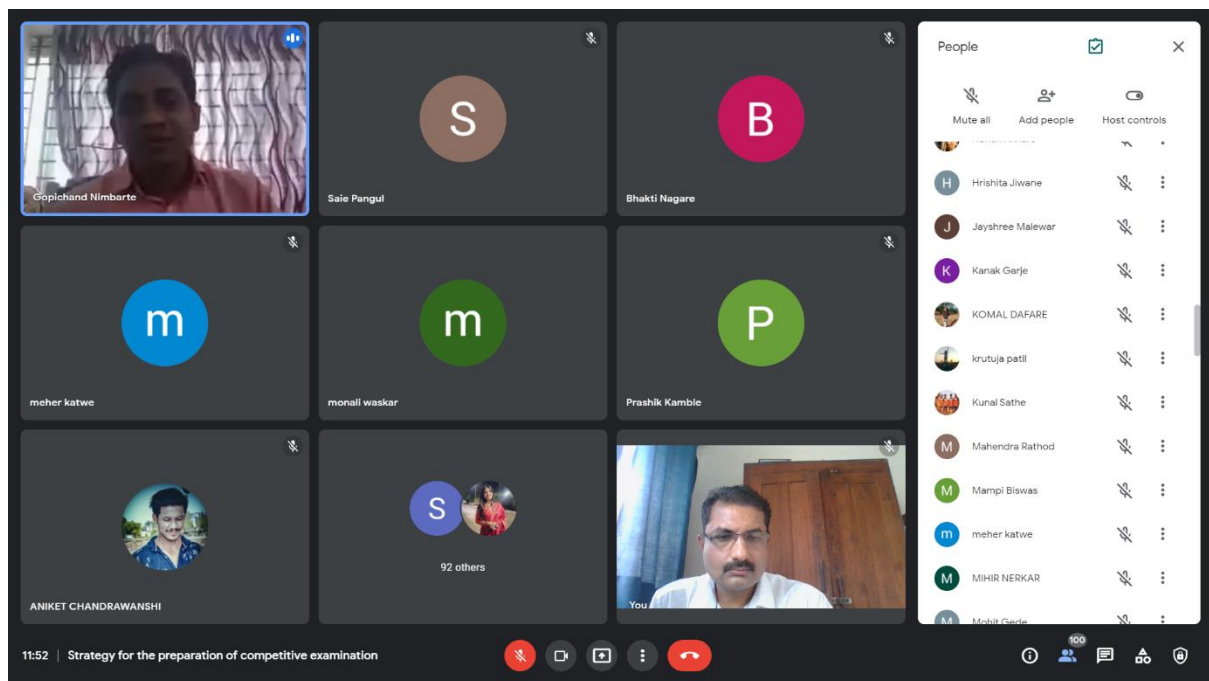 Gopichand Nimbarte
S
Saie Pangul
B
Bhakti Nagare
m
meher katwe
m
monali waskar
P
Prashik Kamble
ANIKET CHANDRAWANSHI
S
92 others
You
People
Mute all
Add people
Host controls
H Hrishita Jiwane
J Jayshree Malewar
K Kanak Garje
KOMAL DAFARE
krutuja patil
Kunal Sathe
M Mahendra Rathod
M Mampi Biswas
m meher katwe
M MIHIR NERKAR
M Mohit Gede
11:52 | Strategy for the preparation of competitive examination
100